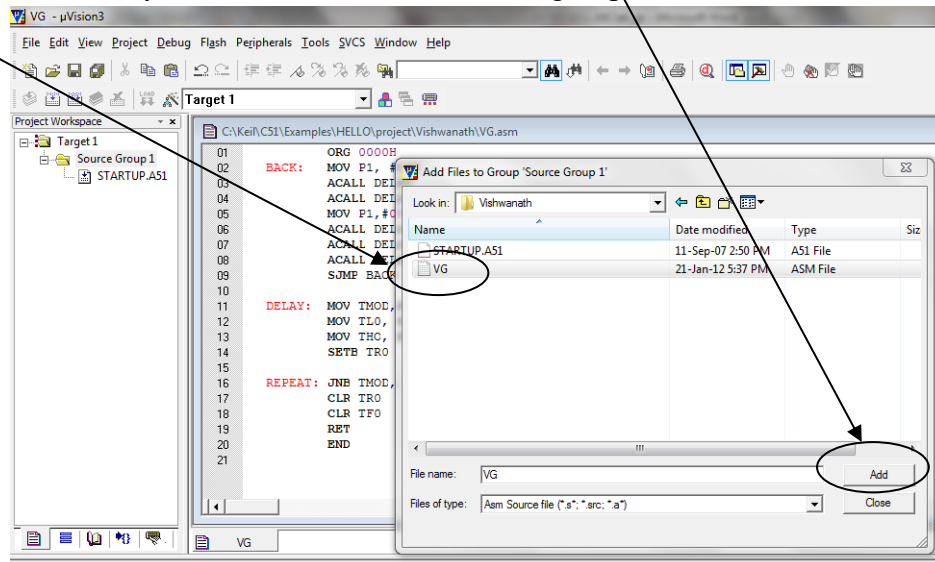 VG - µVision3
File Edit View Project Debug Flash Peripherals Tools SVCS Window Help
Target 1
Project Workspace
Target 1
Source Group 1
STARTUP.A51
C:\Keil\C51\Examples\HELLO\project\Vishwanath\VG.asm
01 ORG 0000H
02 BACK: MOV P1, #
03 ACALL DEL
04 ACALL DEL
05 MOV P1,#0
06 ACALL DEL
07 ACALL DEL
08 ACALL DEL
09 SJMP BACK
10
11 DELAY: MOV TMOD,
12 MOV TL0,
13 MOV TH0,
14 SETB TR0
15
16 REPEAT: JNB TMOD,
17 CLR TR0
18 CLR TF0
19 RET
20 END
21
VG
Add Files to Group 'Source Group 1'
Look in: Vishwanath
Name Date modified Type Siz
STARTUP.A51 11-Sep-07 2:50 PM A51 File
VG 21-Jan-12 5:37 PM ASM File
File name: VG Add
Files of type: Asm Source file (*.s*; *.src; *.a*) Close